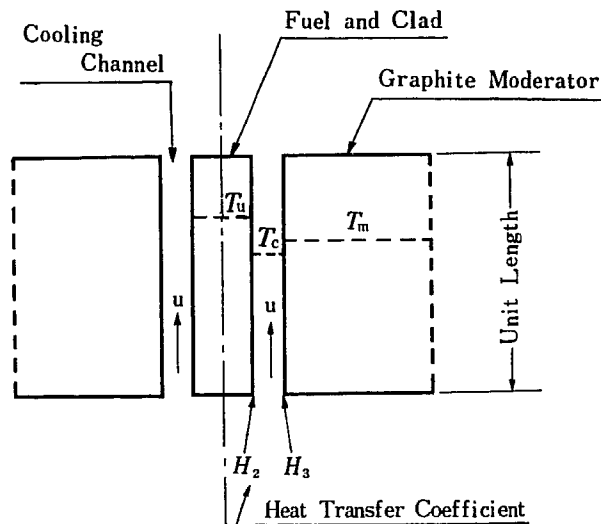 Fuel and Clad
Cooling
Channel
Graphite Moderator
Tu
Tc
Tm
u
u
Unit Length
H2
H3
Heat Transfer Coefficient